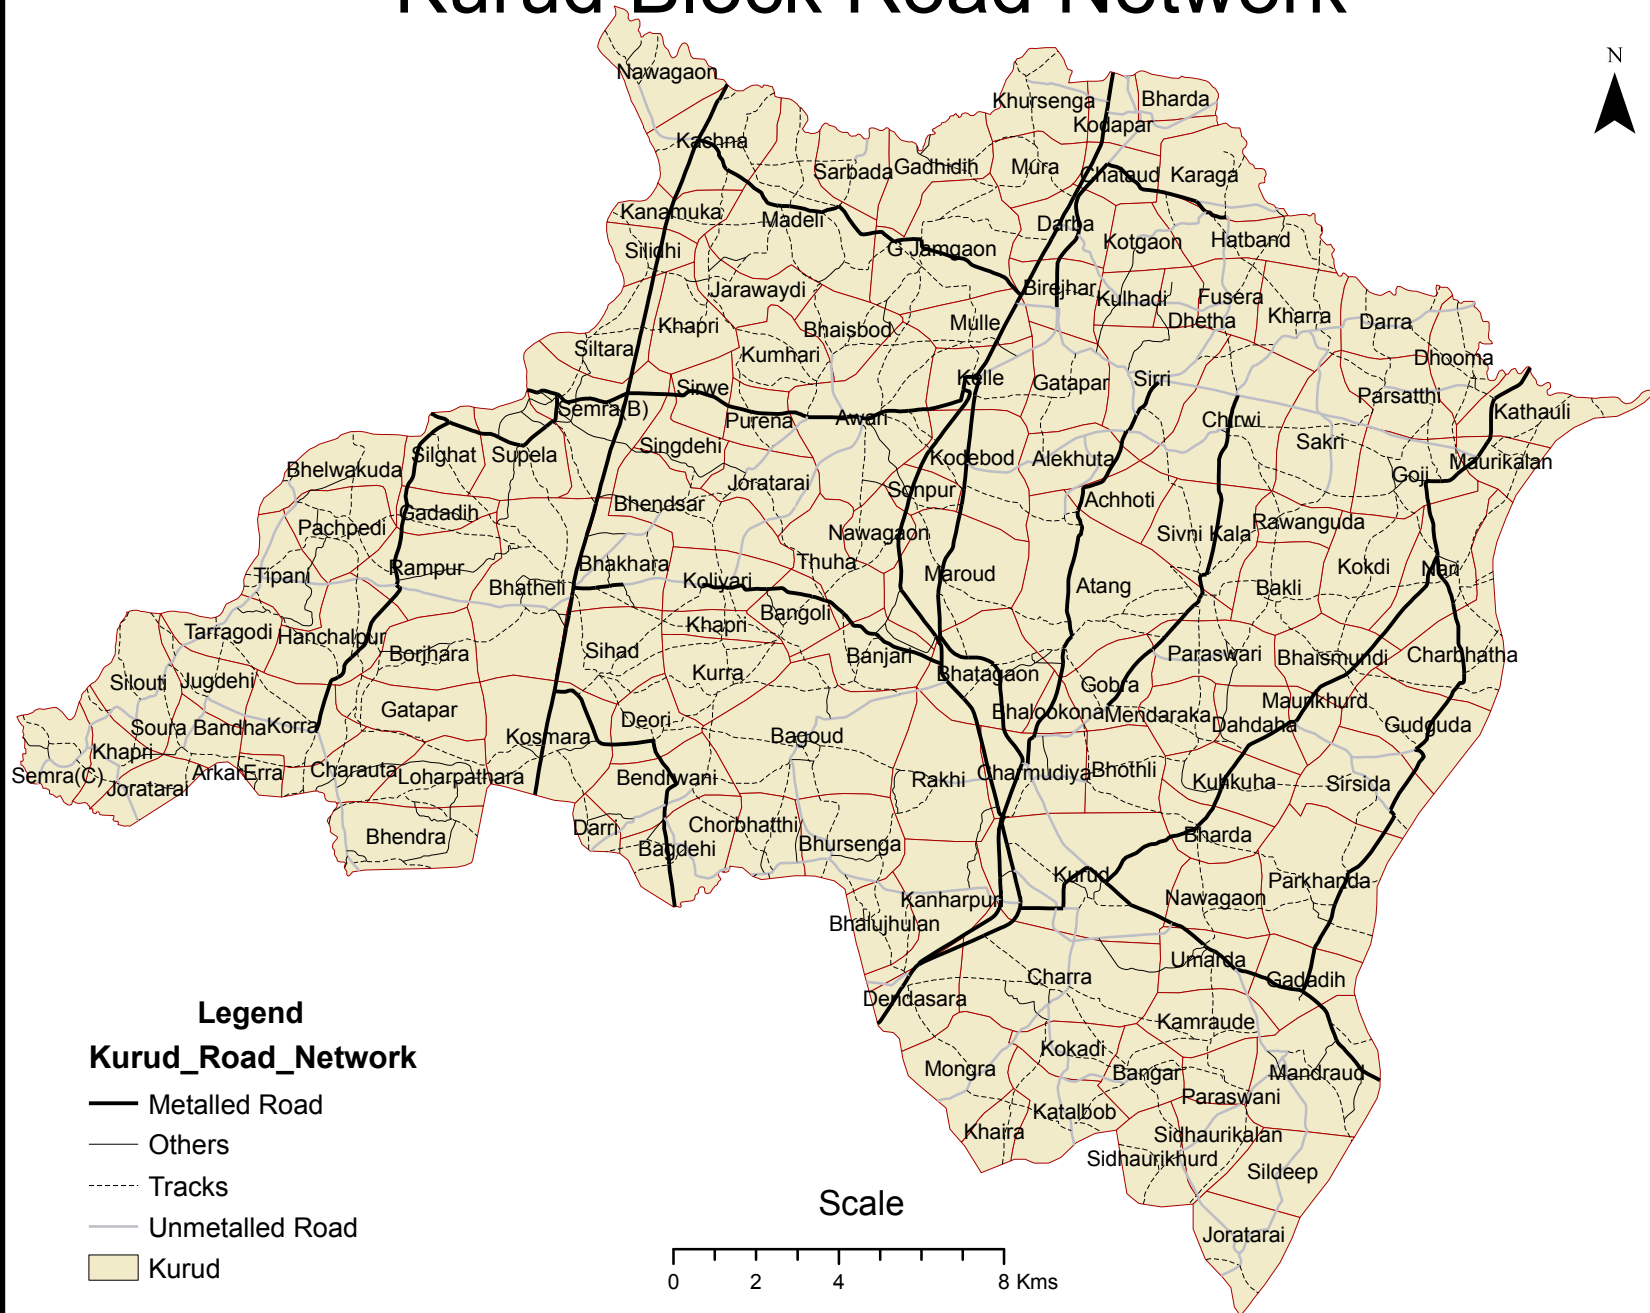 Kurud Block Road Network
N
Nawagaon
Khursenga
Bharda
Kodapar
Kachna
Sarbada
Gadhidih
Mura
Chataud
Karaga
Kanamuka
Madeli
Darba
Kotgaon
Hatband
Silidhi
G.Jamgaon
Jarawaydi
Birejhar
Kulhadi
Fusera
Khapri
Bhaisbod
Mulle
Dhetha
Kharra
Darra
Siltara
Kumhari
Dhooma
Sirwe
Kelle
Gatapar
Sirri
Parsatthi
Semra(B)
Purena
Awari
Chirwi
Kathauli
Singdehi
Sakri
Silghat
Supela
Kodebod
Alekhuta
Maurikalan
Bhelwakuda
Joratarai
Sonpur
Goji
Bhendsar
Achhoti
Gadadih
Pachpedi
Nawagaon
Sivni Kala
Rawanguda
Bhakhara
Thuha
Tipani
Rampur
Bhatheli
Kolivari
Maroud
Atang
Bakli
Kokdi
Nari
Bangoli
Tarragodi
Hanchalpur
Khapri
Borjhara
Sihad
Banjari
Paraswari
Bhaismundi
Charbhatha
Kurra
Bhatagaon
Silouti
Jugdehi
Gobra
Maurikhurd
Gatapar
Deori
Bhalookona
Mendaraka
Dahdaha
Gudguda
Soura
Bandha
Korra
Kosmara
Bagoud
Khapri
Semra(C)
Arkar
Erra
Charauta
Loharpathara
Bendrwani
Rakhi
Charmudiya
Bhothli
Kuhkuha
Sirsida
Joratarai
Darri
Chorbhatthi
Bhendra
Bagdehi
Bhursenga
Bharda
Kurud
Parkhanda
Kanharpuri
Nawagaon
Bhalujhulan
Umarda
Charra
Gadadih
Dendasara
Kamraude
Kokadi
Mongra
Bangar
Mandraud
Paraswani
Katalbob
Khaira
Sidhaurikalan
Sidhaurikhurd
Sildeep
Joratarai
Legend
Kurud_Road_Network
Metalled Road
Others
Tracks
Unmetalled Road
Kurud
Scale
0 2 4 8 Kms